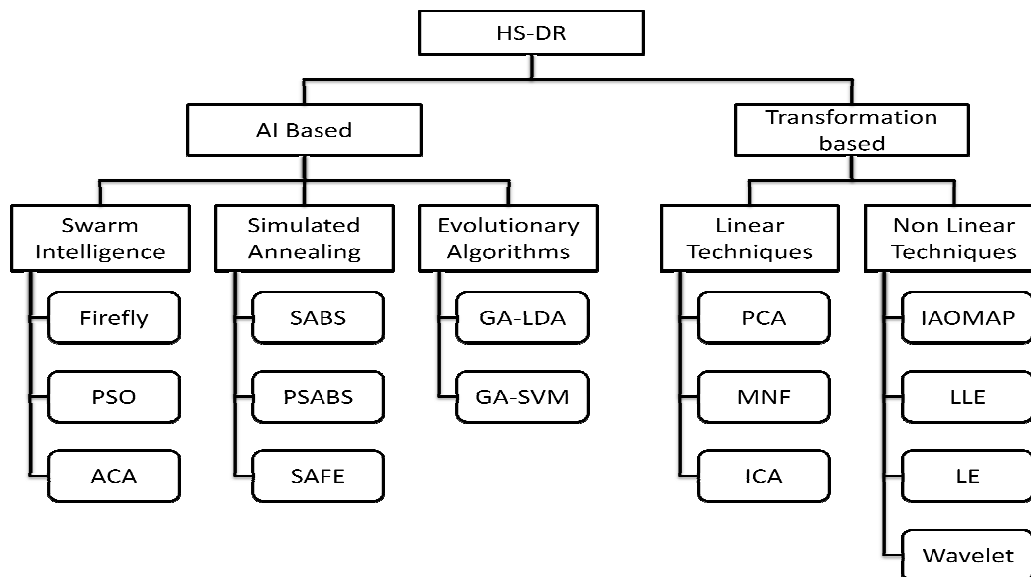 HS-DR
AI Based
Transformation
based
Swarm
Intelligence
Simulated
Annealing
Evolutionary
Algorithms
Linear
Techniques
Non Linear
Techniques
Firefly
SABS
GA-LDA
PCA
IAOMAP
PSO
PSABS
GA-SVM
MNF
LLE
ACA
SAFE
ICA
LE
Wavelet